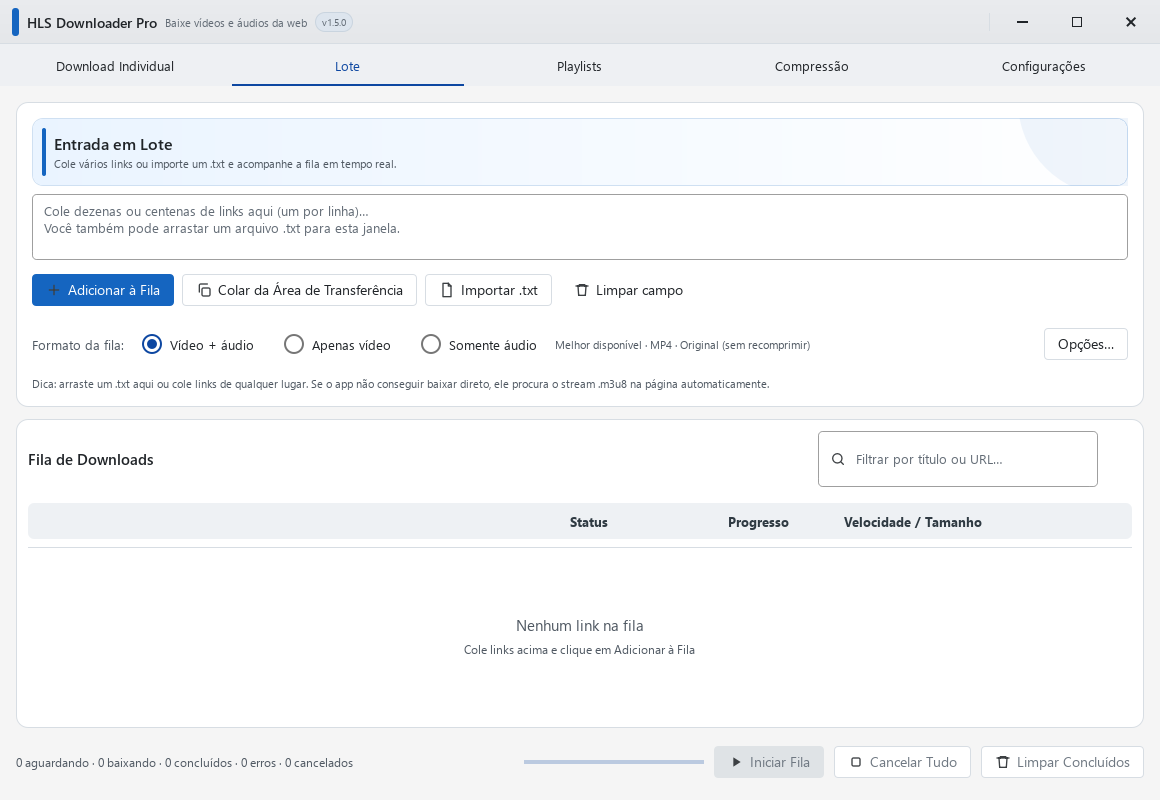 HLS Downloader Pro Baixe vídeos e áudios da web v1.5.0
Download Individual Lote Playlists Compressão Configurações
Entrada em Lote
Cole vários links ou importe um .txt e acompanhe a fila em tempo real.
Cole dezenas ou centenas de links aqui (um por linha)...
Você também pode arrastar um arquivo .txt para esta janela.
Adicionar à Fila Colar da Área de Transferência Importar .txt Limpar campo
Formato da fila: Vídeo + áudio Apenas vídeo Somente áudio Melhor disponível · MP4 · Original (sem recomprimir) Opções...
Dica: arraste um .txt aqui ou cole links de qualquer lugar. Se o app não conseguir baixar direto, ele procura o stream .m3u8 na página automaticamente.
Fila de Downloads Filtrar por título ou URL...
Status Progresso Velocidade / Tamanho
Nenhum link na fila
Cole links acima e clique em Adicionar à Fila
0 aguardando · 0 baixando · 0 concluídos · 0 erros · 0 cancelados Iniciar Fila Cancelar Tudo Limpar Concluídos